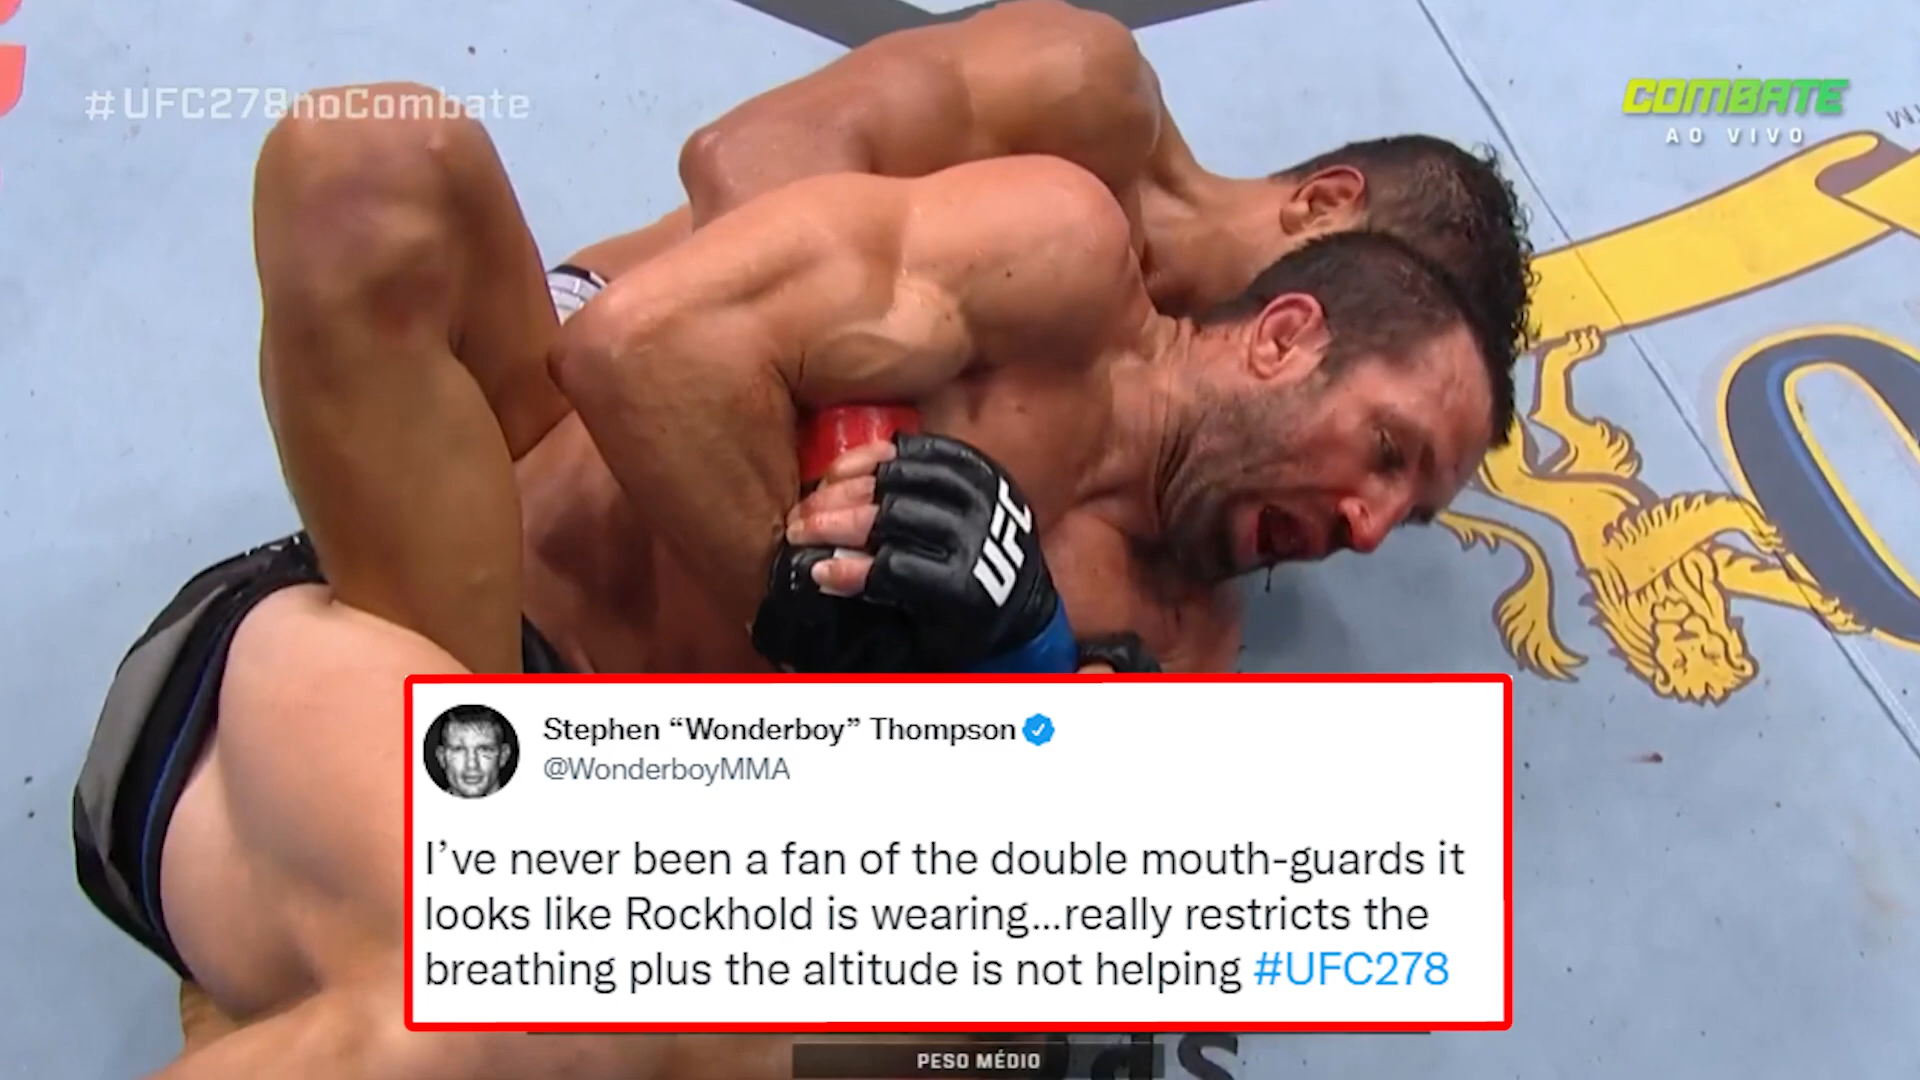 #UFC278noCombate
COMBATE
AO VIVO
TM
UFC
Stephen “Wonderboy” Thompson
@WonderboyMMA
I’ve never been a fan of the double mouth-guards it
looks like Rockhold is wearing...really restricts the
breathing plus the altitude is not helping #UFC278
PESO MÉDIO